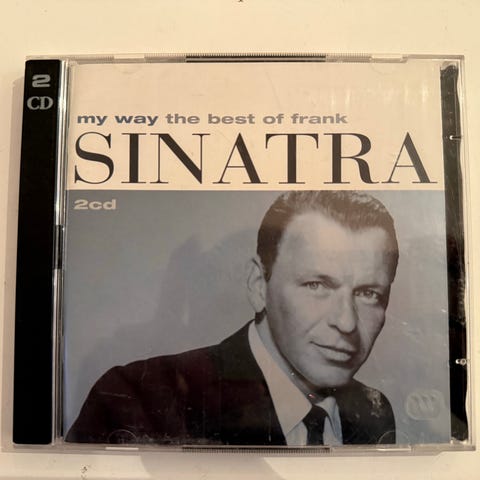 2
CD
my way the best of frank
SINATRA
2cd